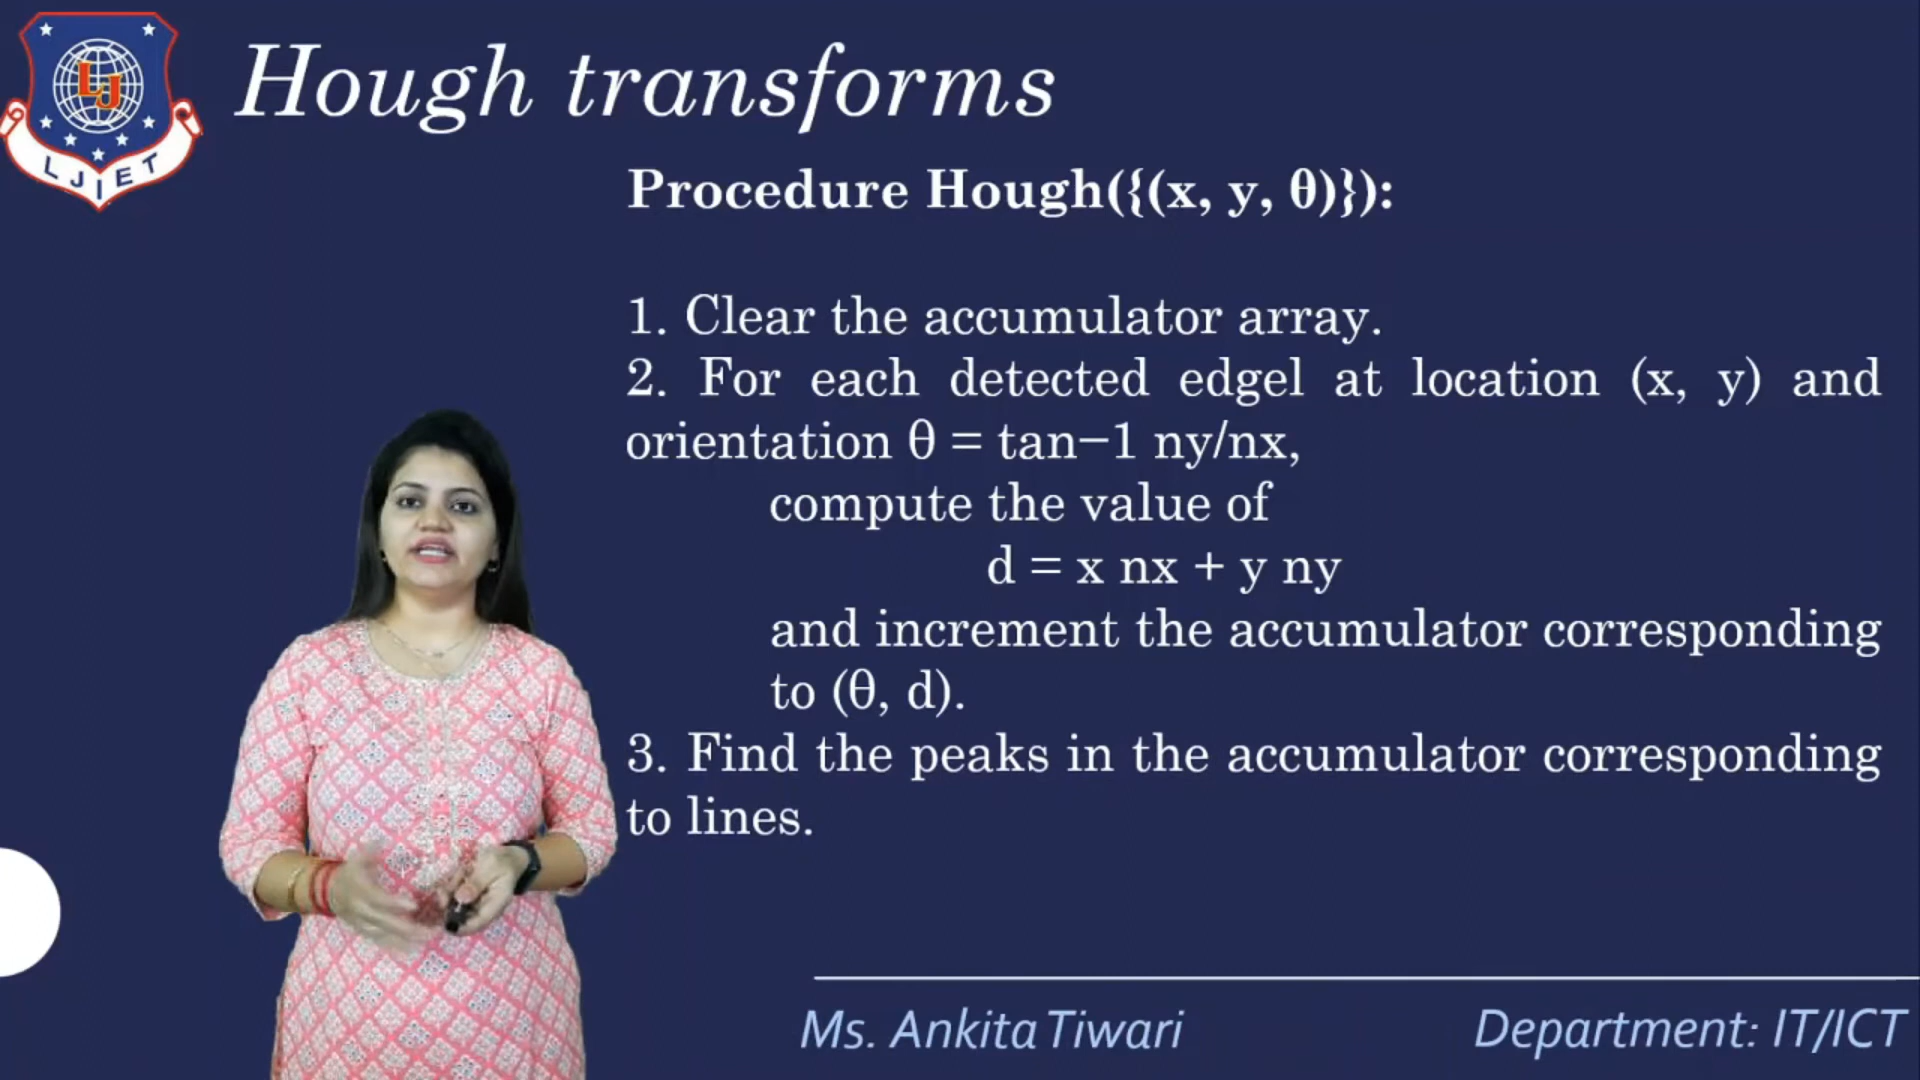 LJ
LJIET
Hough transforms
Procedure Hough({(x, y, θ)}):
1. Clear the accumulator array.
2. For each detected edgel at location (x, y) and
orientation θ = tan−1 ny/nx,
compute the value of
d = x nx + y ny
and increment the accumulator corresponding
to (θ, d).
3. Find the peaks in the accumulator corresponding
to lines.
Ms. Ankita Tiwari
Department: IT/ICT